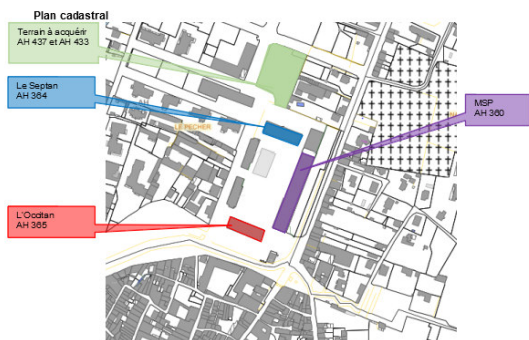 Plan cadastral
Terrain à acquérir
AH 437 et AH 433
Le Septan
AH 364
MSP
AH 360
LE PECHER
L'Occitan
AH 365